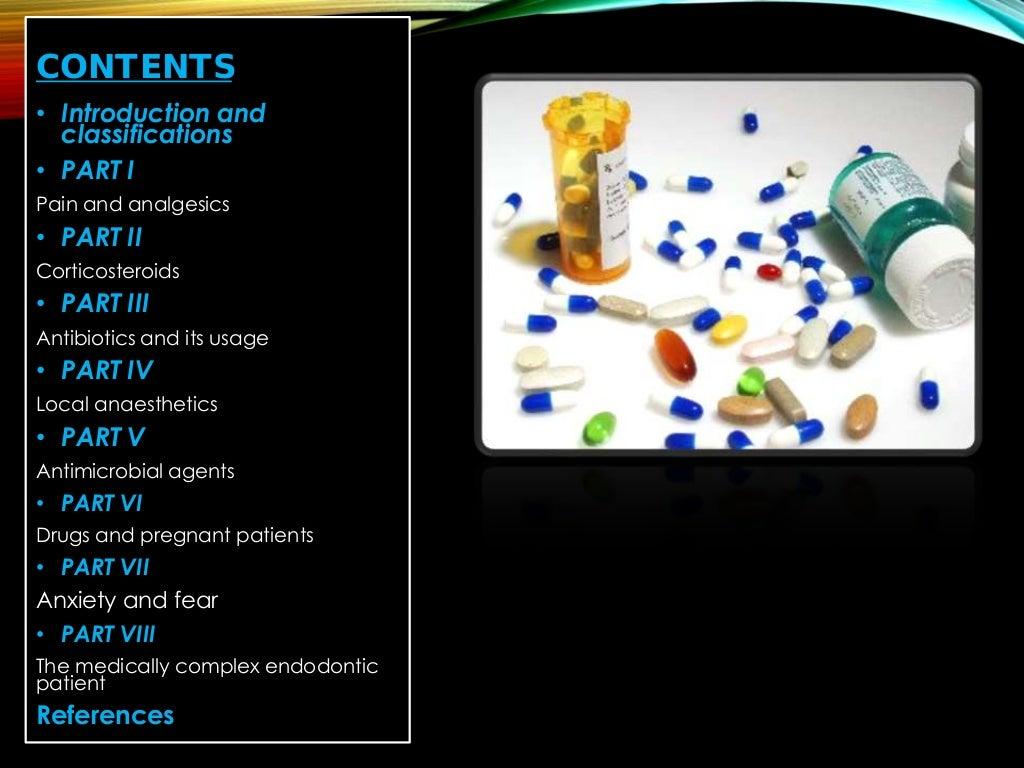 CONTENTS
• Introduction and
classifications
• PART I
Pain and analgesics
• PART II
Corticosteroids
• PART III
Antibiotics and its usage
• PART IV
Local anaesthetics
• PART V
Antimicrobial agents
• PART VI
Drugs and pregnant patients
• PART VII
Anxiety and fear
• PART VIII
The medically complex endodontic
patient
References